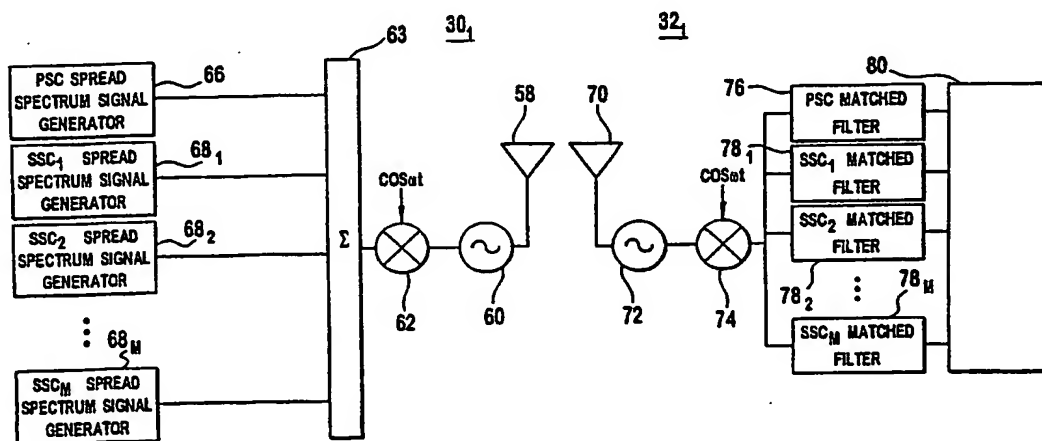 30₁
32₁
63
66
PSC SPREAD
SPECTRUM SIGNAL
GENERATOR
68₁
SSC₁ SPREAD
SPECTRUM SIGNAL
GENERATOR
68₂
SSC₂ SPREAD
SPECTRUM SIGNAL
GENERATOR
68M
SSCM SPREAD
SPECTRUM SIGNAL
GENERATOR
Σ
COSωt
62
60
58
70
72
COSωt
74
76
PSC MATCHED
FILTER
78₁
SSC₁ MATCHED
FILTER
SSC₂ MATCHED
FILTER
78₂
78M
SSCM MATCHED
FILTER
80